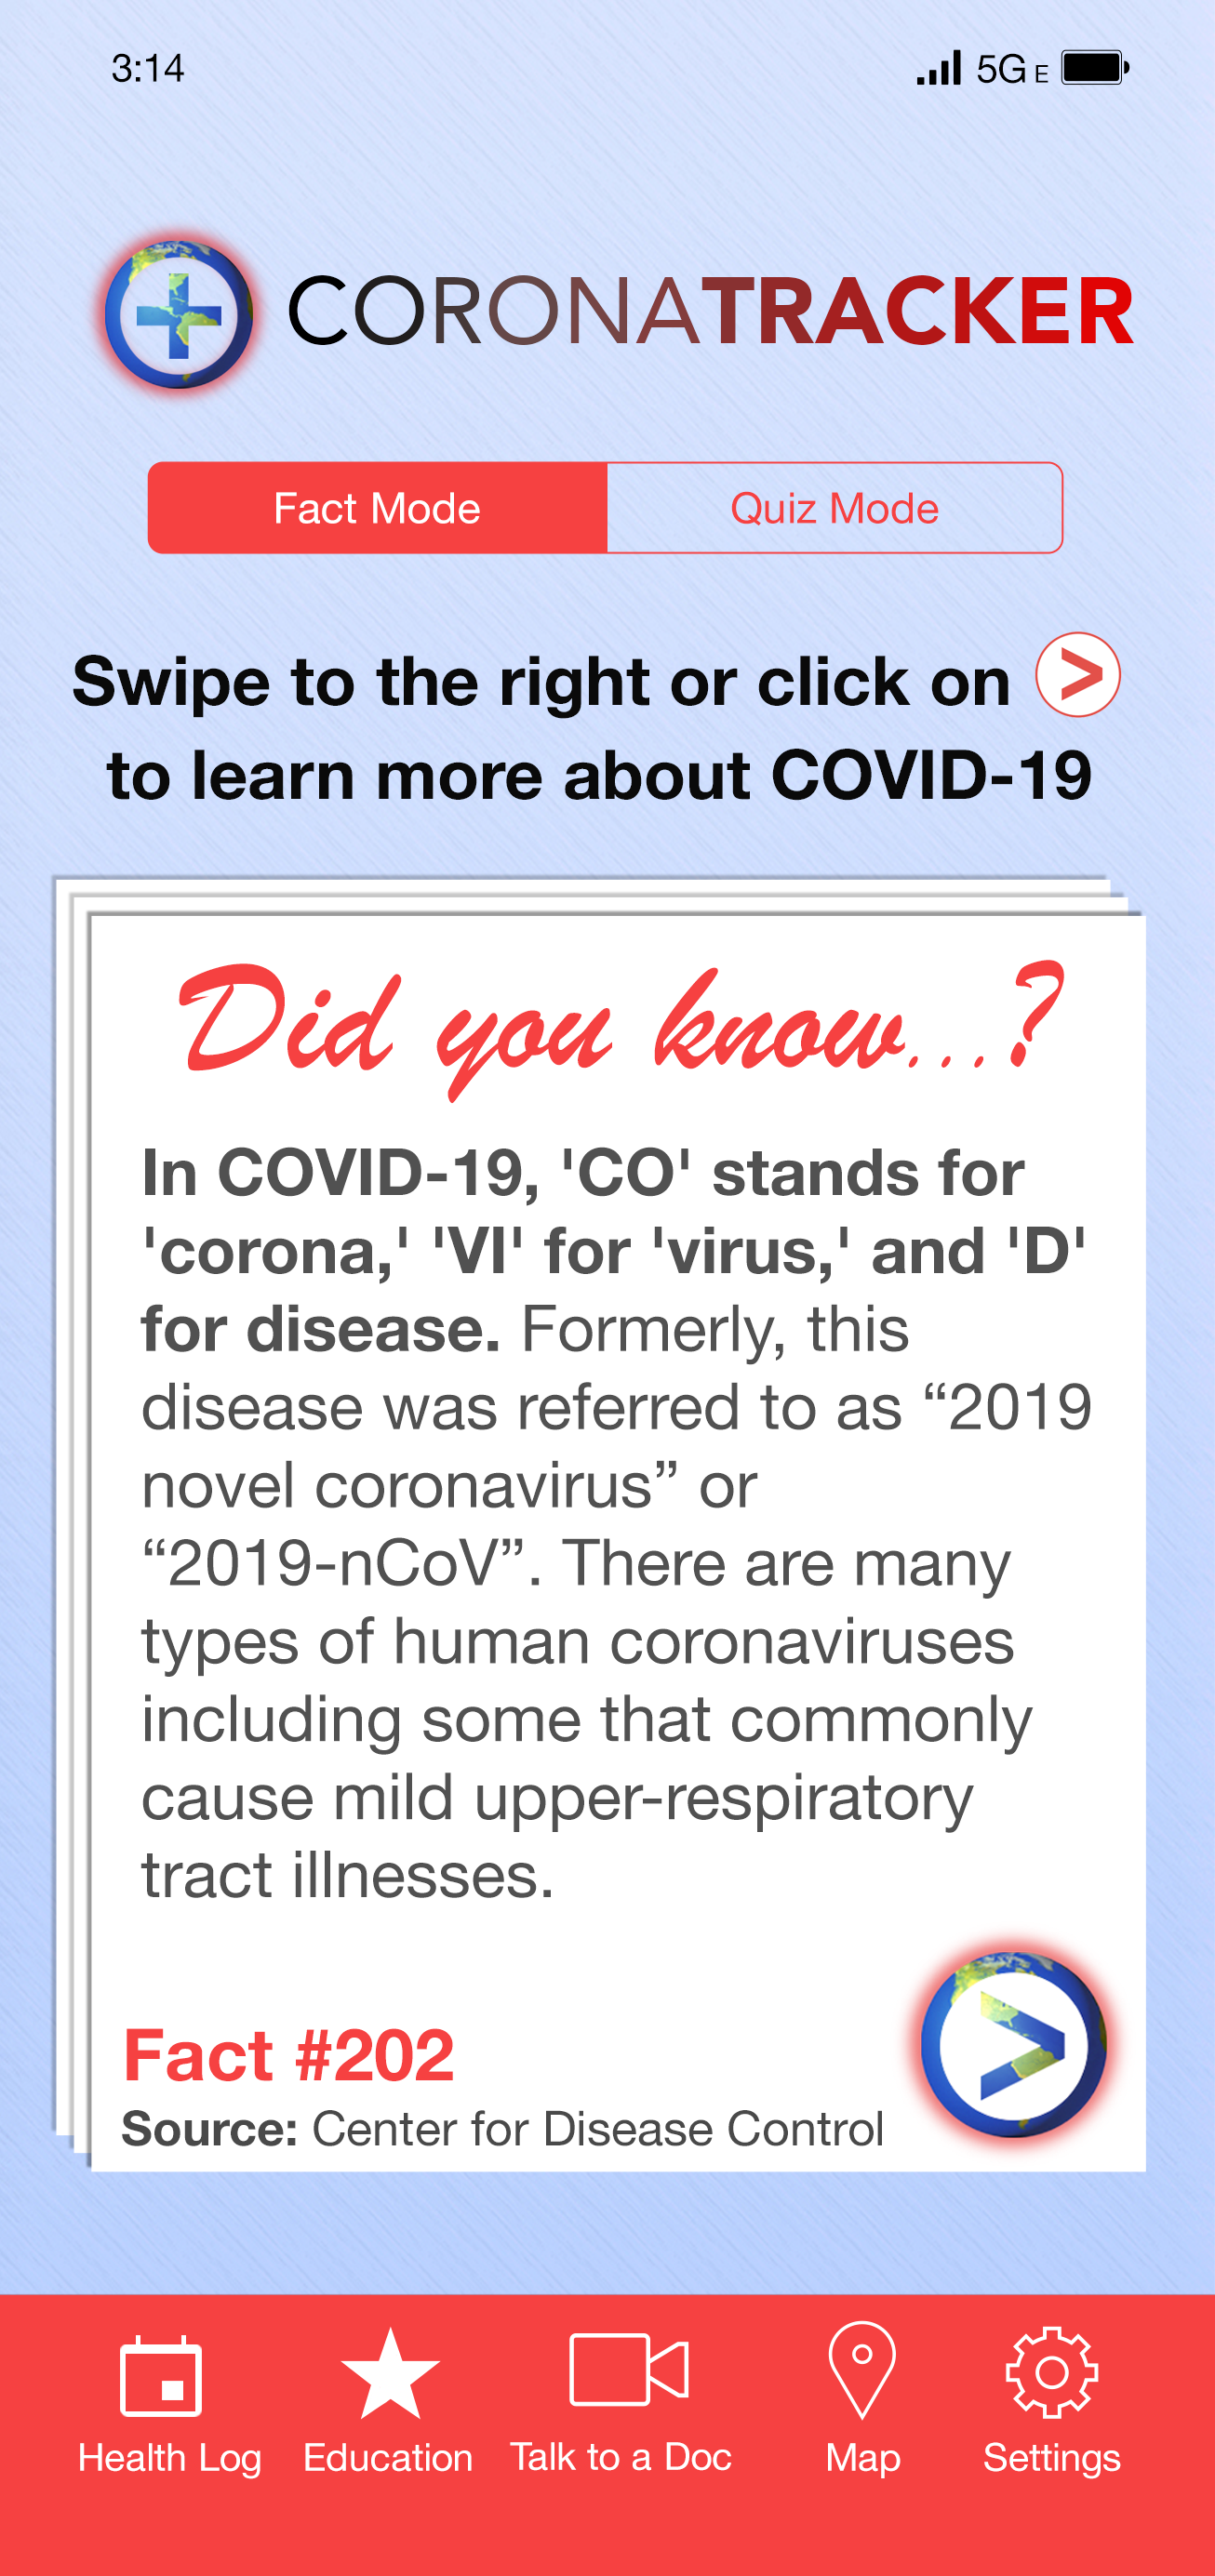 3:14
5G E
CORONATRACKER
Fact Mode
Quiz Mode
Swipe to the right or click on >
to learn more about COVID-19
Did you know...?
In COVID-19, 'CO' stands for
'corona,' 'VI' for 'virus,' and 'D'
for disease. Formerly, this
disease was referred to as “2019
novel coronavirus” or
“2019-nCoV”. There are many
types of human coronaviruses
including some that commonly
cause mild upper-respiratory
tract illnesses.
Fact #202
Source: Center for Disease Control
Health Log
Education
Talk to a Doc
Map
Settings